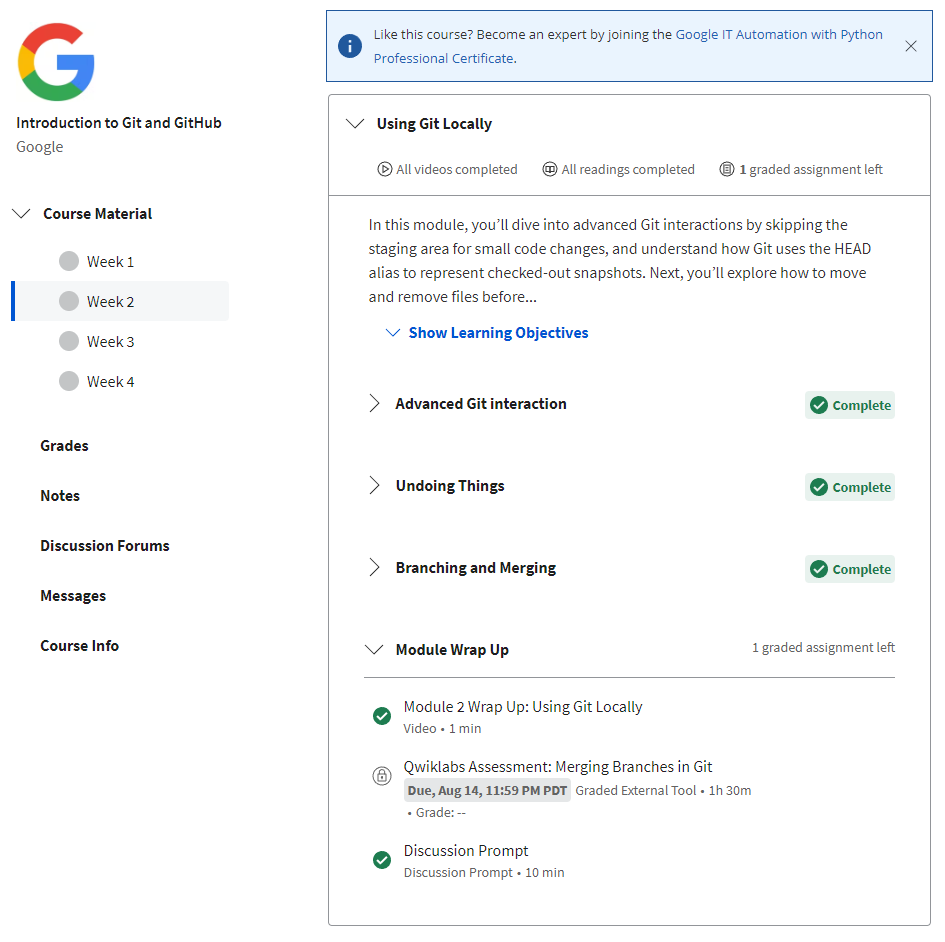 Like this course? Become an expert by joining the Google IT Automation with Python
Professional Certificate.
Introduction to Git and GitHub
Google
Course Material
Week 1
Week 2
Week 3
Week 4
Grades
Notes
Discussion Forums
Messages
Course Info
Using Git Locally
All videos completed
All readings completed
1 graded assignment left
In this module, you’ll dive into advanced Git interactions by skipping the
staging area for small code changes, and understand how Git uses the HEAD
alias to represent checked-out snapshots. Next, you’ll explore how to move
and remove files before...
Show Learning Objectives
Advanced Git interaction
Complete
Undoing Things
Complete
Branching and Merging
Complete
Module Wrap Up
1 graded assignment left
Module 2 Wrap Up: Using Git Locally
Video • 1 min
Qwiklabs Assessment: Merging Branches in Git
Due, Aug 14, 11:59 PM PDT Graded External Tool • 1h 30m
• Grade: --
Discussion Prompt
Discussion Prompt • 10 min